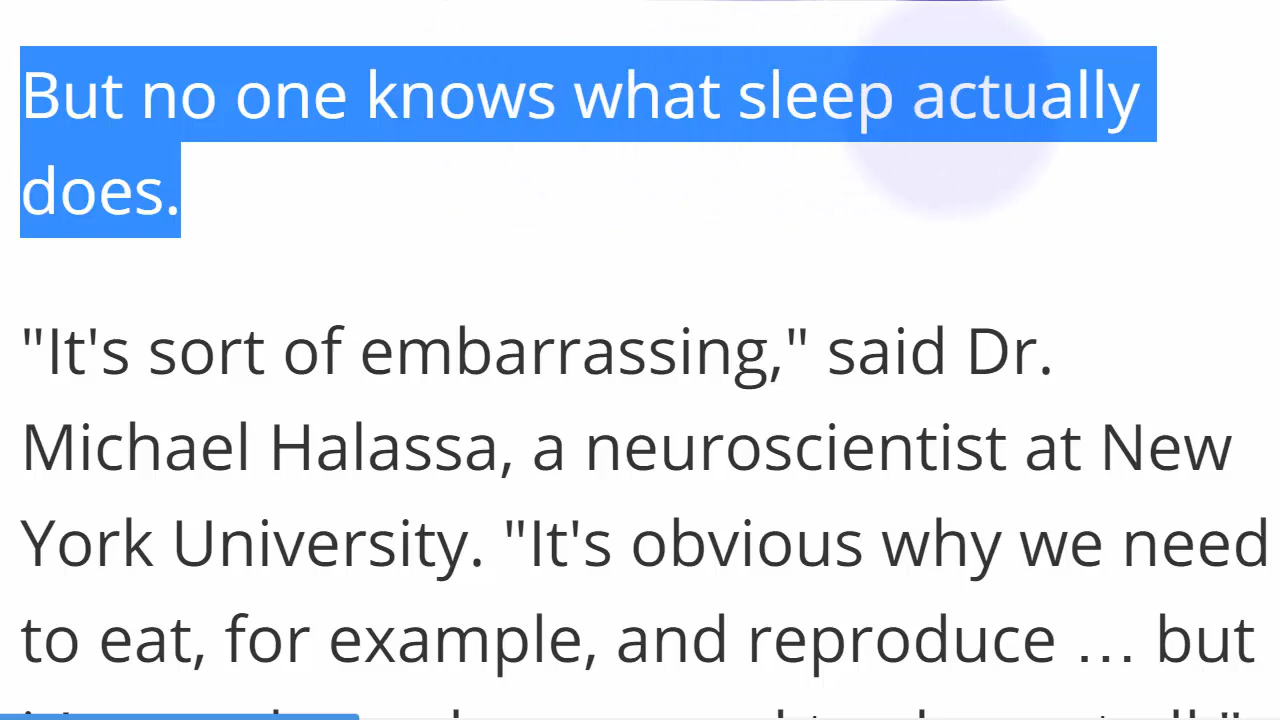 But no one knows what sleep actually
does.
"It's sort of embarrassing," said Dr.
Michael Halassa, a neuroscientist at New
York University. "It's obvious why we need
to eat, for example, and reproduce … but